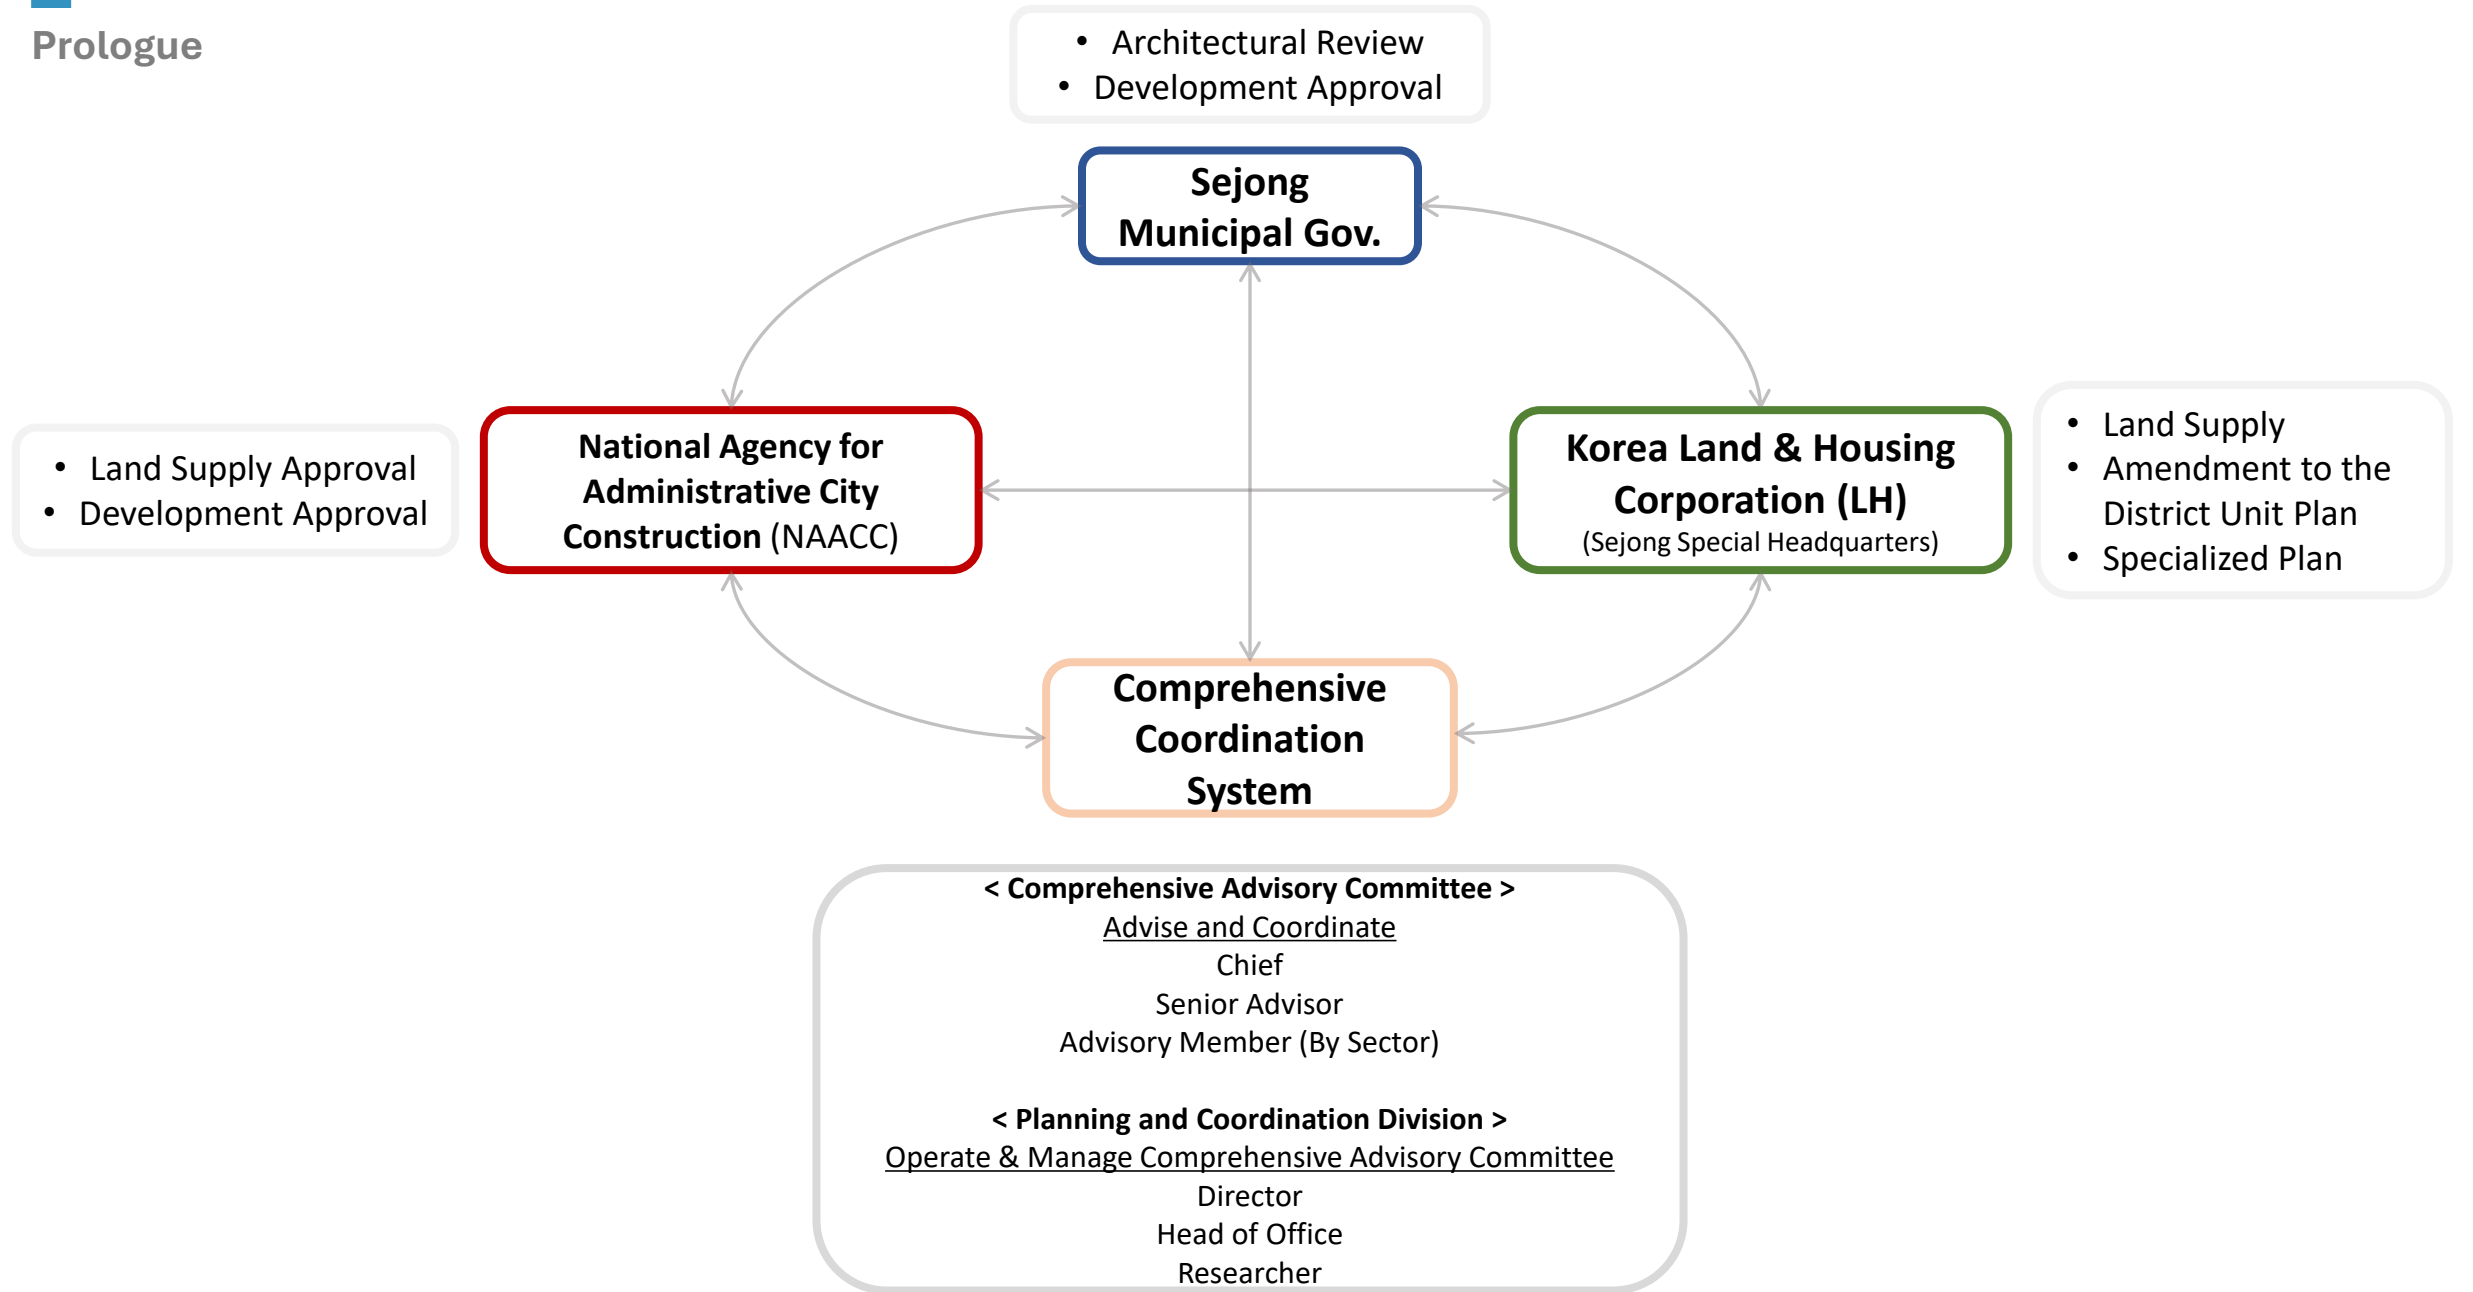 Prologue
• Architectural Review
• Development Approval
Sejong
Municipal Gov.
• Land Supply Approval
• Development Approval
National Agency for
Administrative City
Construction (NAACC)
Korea Land & Housing
Corporation (LH)
(Sejong Special Headquarters)
• Land Supply
• Amendment to the
District Unit Plan
• Specialized Plan
Comprehensive
Coordination
System
< Comprehensive Advisory Committee >
Advise and Coordinate
Chief
Senior Advisor
Advisory Member (By Sector)
< Planning and Coordination Division >
Operate & Manage Comprehensive Advisory Committee
Director
Head of Office
Researcher